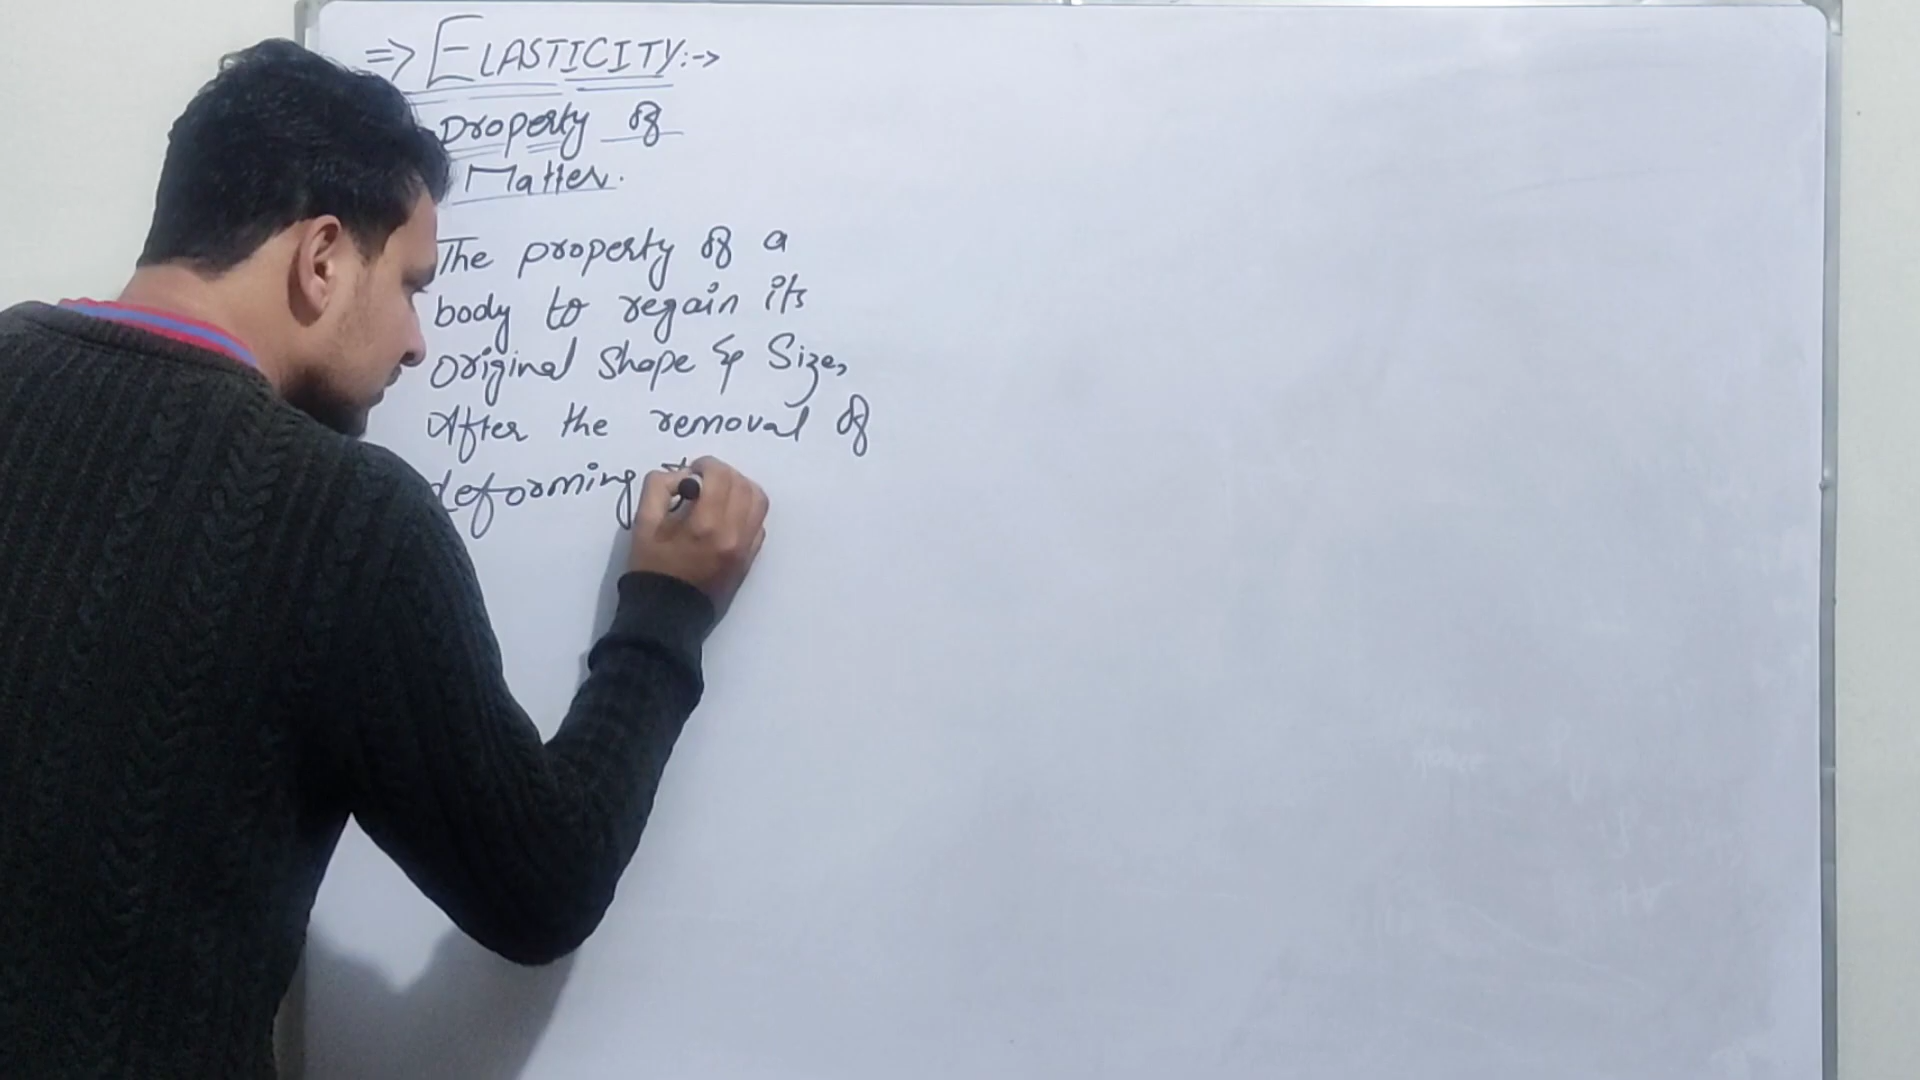 => ELASTICITY:->
Property of
Matter.
The property of a
body to regain its
Original Shape & Size,
After the removal of
deforming